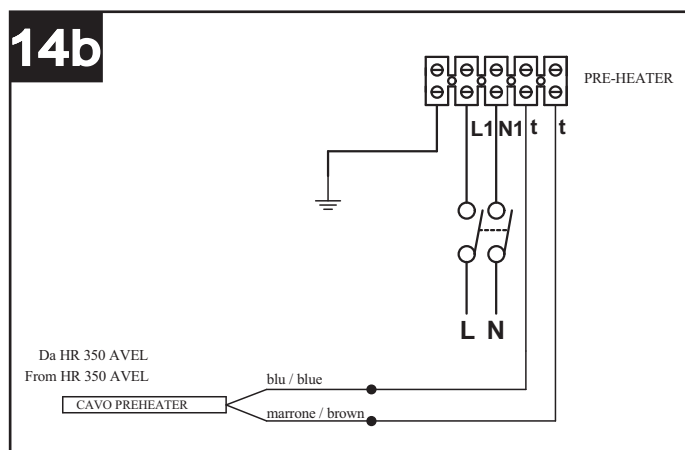 14b
PRE-HEATER
L1 N1 t t
L N
Da HR 350 AVEL
From HR 350 AVEL
blu / blue
CAVO PREHEATER
marrone / brown